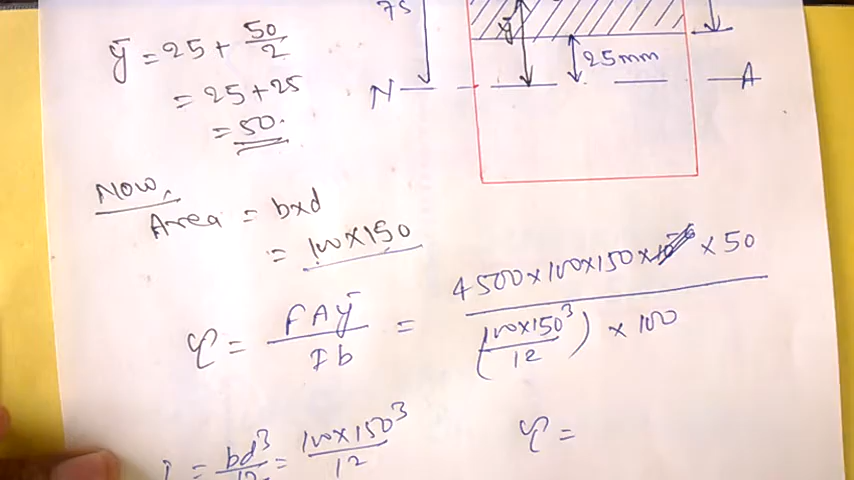 75
ȳ
25mm
N A
ȳ = 25 + 50/2
= 25+25
= 50.
Now,
Area = b×d
= 100×150
τ = FAȳ/Ib = 4500×100×150× ×50/(100×150³/12) × 100
I = bd³/12 = 100×150³/12
τ =